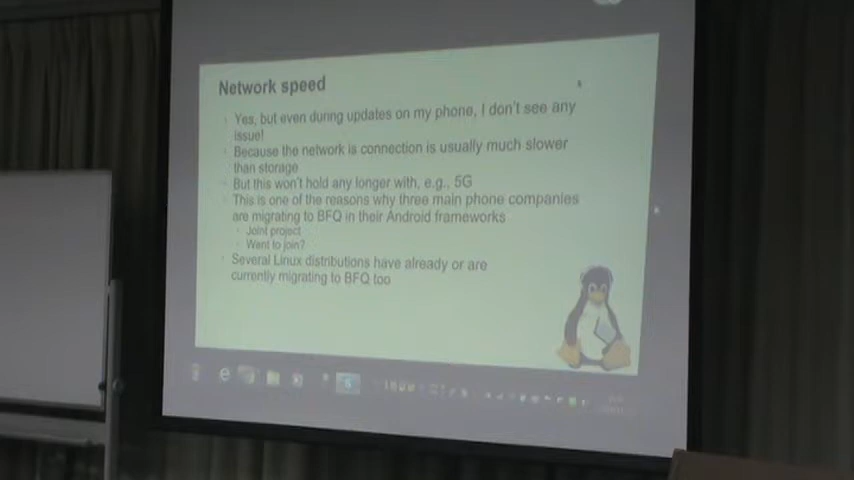 Network speed
Yes, but even during updates on my phone, I don't see any
issue!
Because the network is connection is usually much slower
than storage
But this won't hold any longer with, e.g., 5G
This is one of the reasons why three main phone companies
are migrating to BFQ in their Android frameworks
Joint project
Want to join?
Several Linux distributions have already or are
currently migrating to BFQ too